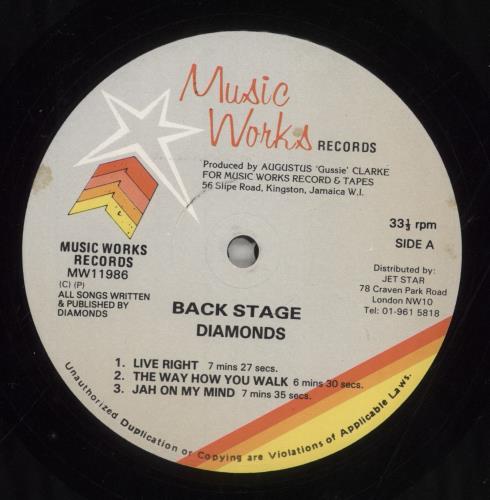 Music
Works RECORDS
Produced by AUGUSTUS 'Gussie' CLARKE
FOR MUSIC WORKS RECORD & TAPES
56 Slipe Road, Kingston, Jamaica W.I.
33⅓ rpm
SIDE A
MUSIC WORKS
RECORDS
MW11986
(C) (P)
ALL SONGS WRITTEN
& PUBLISHED BY
DIAMONDS
Distributed by:
JET STAR
78 Craven Park Road
London NW10
Tel: 01-961 5818
BACK STAGE
DIAMONDS
1. LIVE RIGHT 7 mins 27 secs.
2. THE WAY HOW YOU WALK 6 mins 30 secs.
3. JAH ON MY MIND 7 mins 35 secs.
Unauthorized Duplication or Copying are Violations of Applicable Laws.